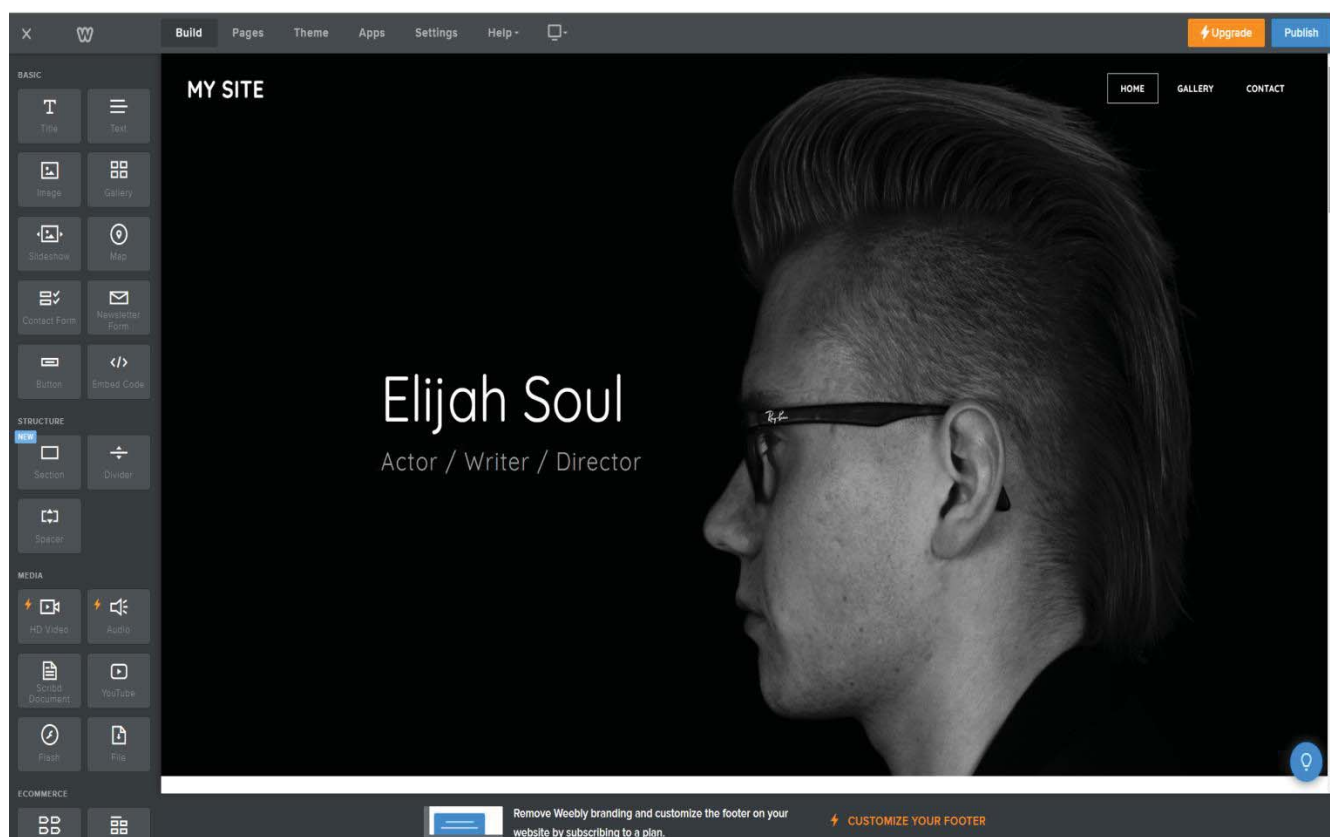 Build Pages Theme Apps Settings Help Upgrade Publish
BASIC
Title Text
Image Gallery
Slideshow Map
Contact Form Newsletter Form
Button Embed Code
STRUCTURE
NEW
Section Divider
Spacer
MEDIA
HD Video Audio
Scribd Document YouTube
Flash File
ECOMMERCE
MY SITE
HOME GALLERY CONTACT
Elijah Soul
Actor / Writer / Director
Ray-Ban
Remove Weebly branding and customize the footer on your
website by subscribing to a plan.
CUSTOMIZE YOUR FOOTER